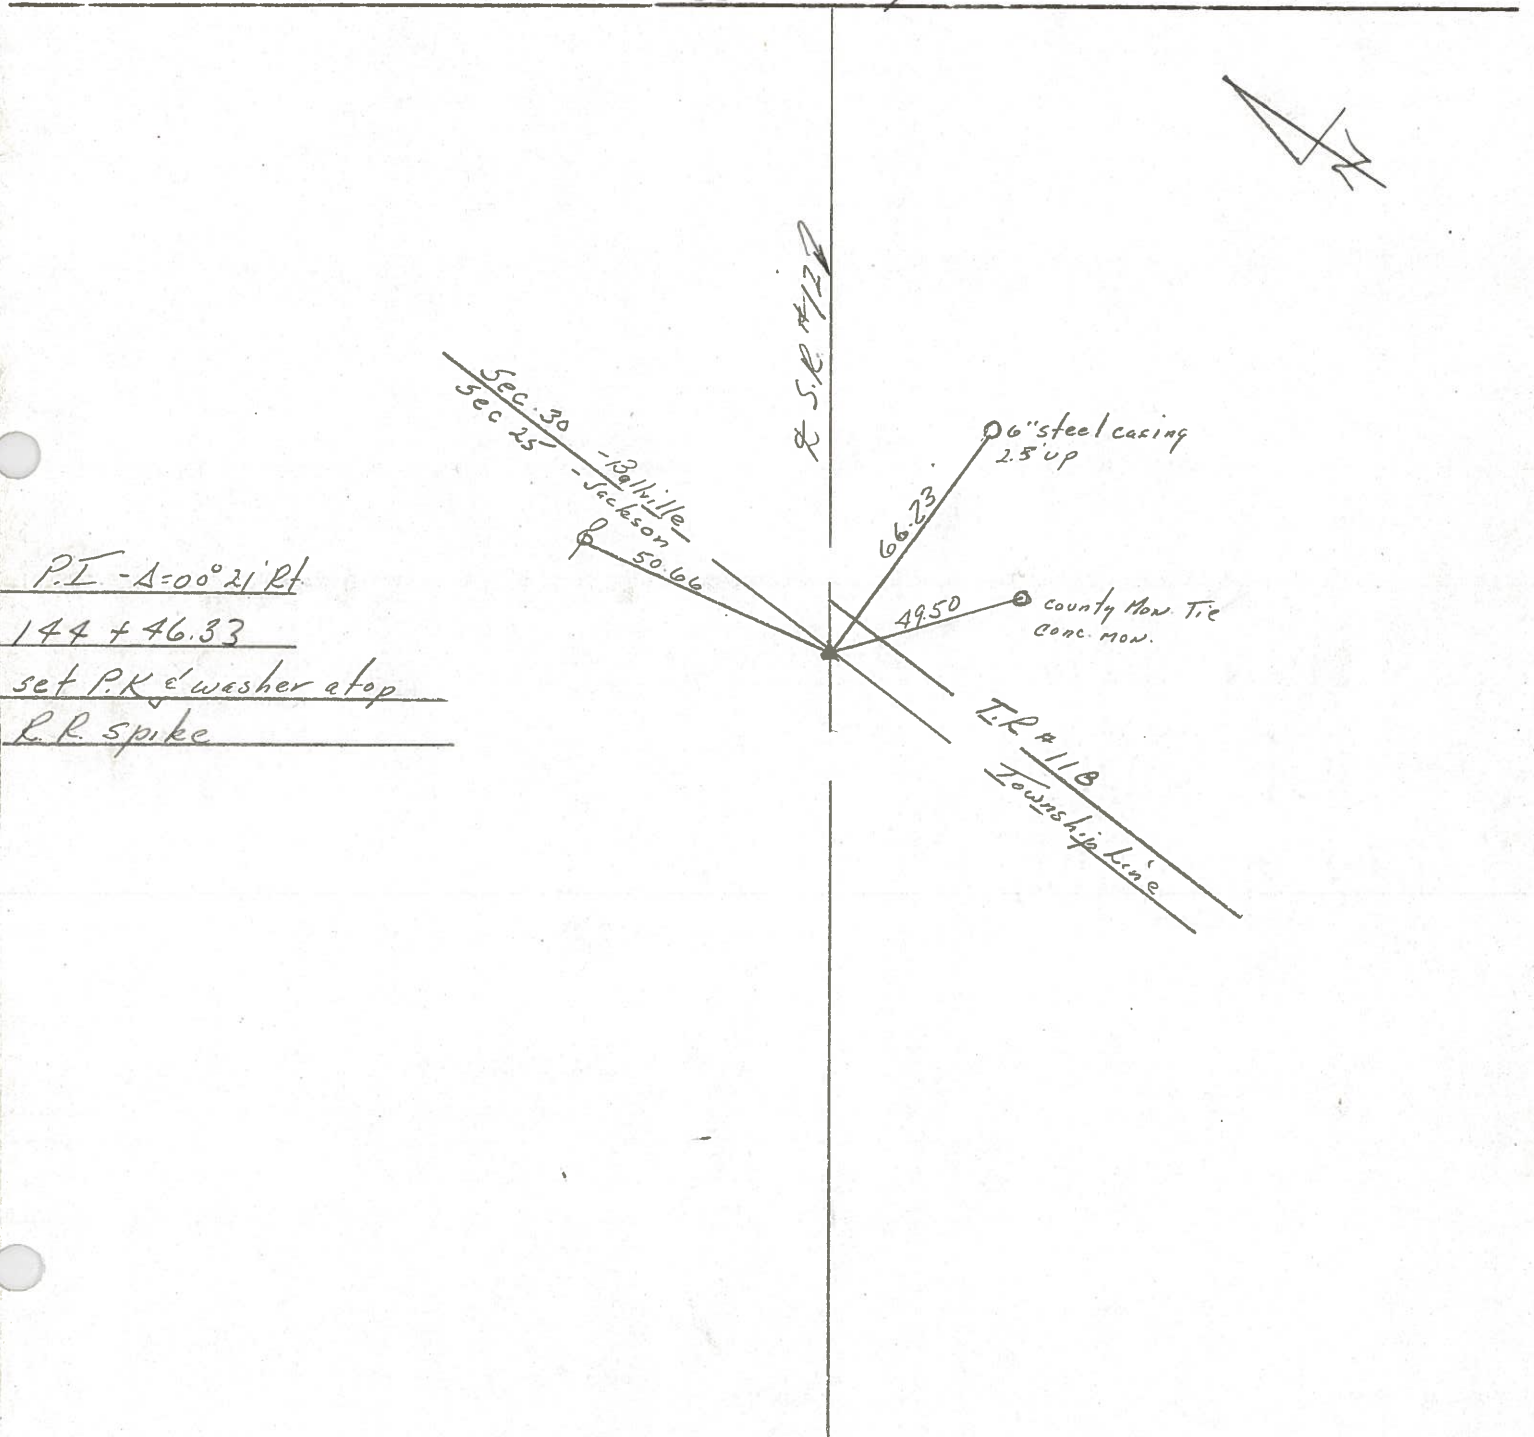 N
℄ S.R. #12
Sec. 30 - Ballville
Sec 25 - Jackson
6" steel casing
2.5' up
66.23
50.66
49.50
county Mon. Tie
conc. mon.
P.I. - Δ=00°21' Rt.
144 + 46.33
set P.K & washer atop
R.R. spike
T.R # 118
Township Line